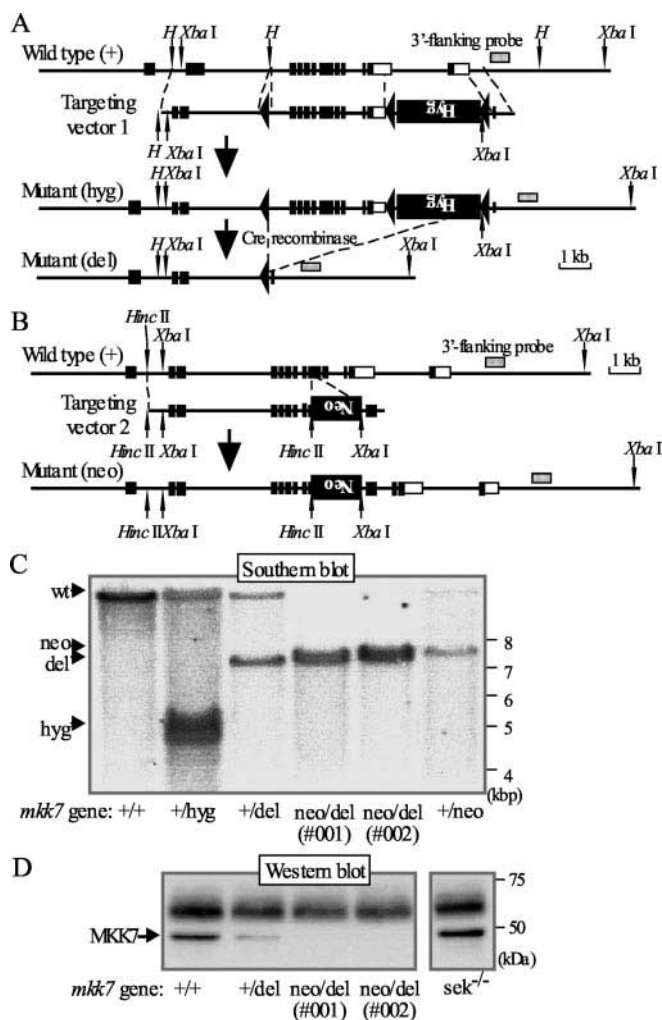 A
H
Xba I
H
3'-flanking probe
H
Xba I
Wild type (+)
Targeting
vector 1
Hyg
H
Xba I
Xba I
H
Xba I
Xba I
Mutant (hyg)
Hyg
Cre recombinase
Xba I
H
Xba I
Xba I
Mutant (del)
1 kb
B
Hinc II
Xba I
Xba I
3'-flanking probe
Wild type (+)
1 kb
Targeting
vector 2
Neo
Hinc II
Xba I
Hinc II
Xba I
Xba I
Mutant (neo)
Neo
Hinc II
Xba I
Hinc II
Xba I
C
Southern blot
wt
neo
del
hyg
8
7
6
5
4
(kbp)
mkk7 gene: +/+ +/hyg +/del neo/del neo/del +/neo
(#001) (#002)
D
Western blot
75
MKK7
50
(kDa)
mkk7 gene: +/+ +/del neo/del neo/del sek-/-
(#001) (#002)